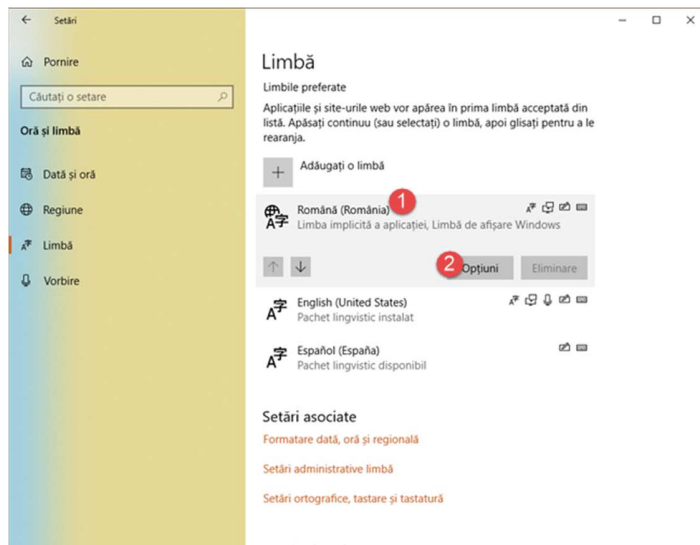 Setări
Pornire
Căutați o setare
Oră și limbă
Dată și oră
Regiune
Limbă
Vorbire
Limbă
Limbile preferate
Aplicațiile și site-urile web vor apărea în prima limbă acceptată din
listă. Apăsați continuu (sau selectați) o limbă, apoi glisați pentru a le
rearanja.
Adăugați o limbă
Română (România) 1
Limba implicită a aplicației, Limbă de afișare Windows
2 Opțiuni Eliminare
English (United States)
Pachet lingvistic instalat
Español (España)
Pachet lingvistic disponibil
Setări asociate
Formatare dată, oră și regională
Setări administrative limbă
Setări ortografice, tastare și tastatură